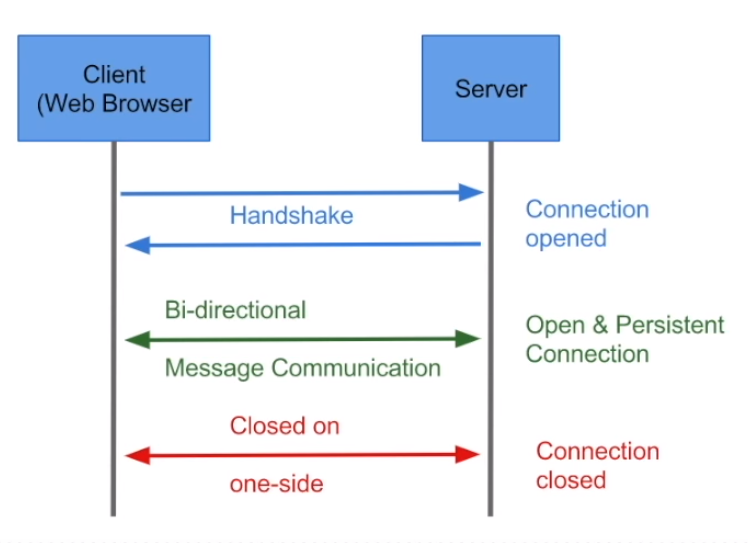 Client
(Web Browser
Server
Handshake
Connection
opened
Bi-directional
Message Communication
Open & Persistent
Connection
Closed on
one-side
Connection
closed